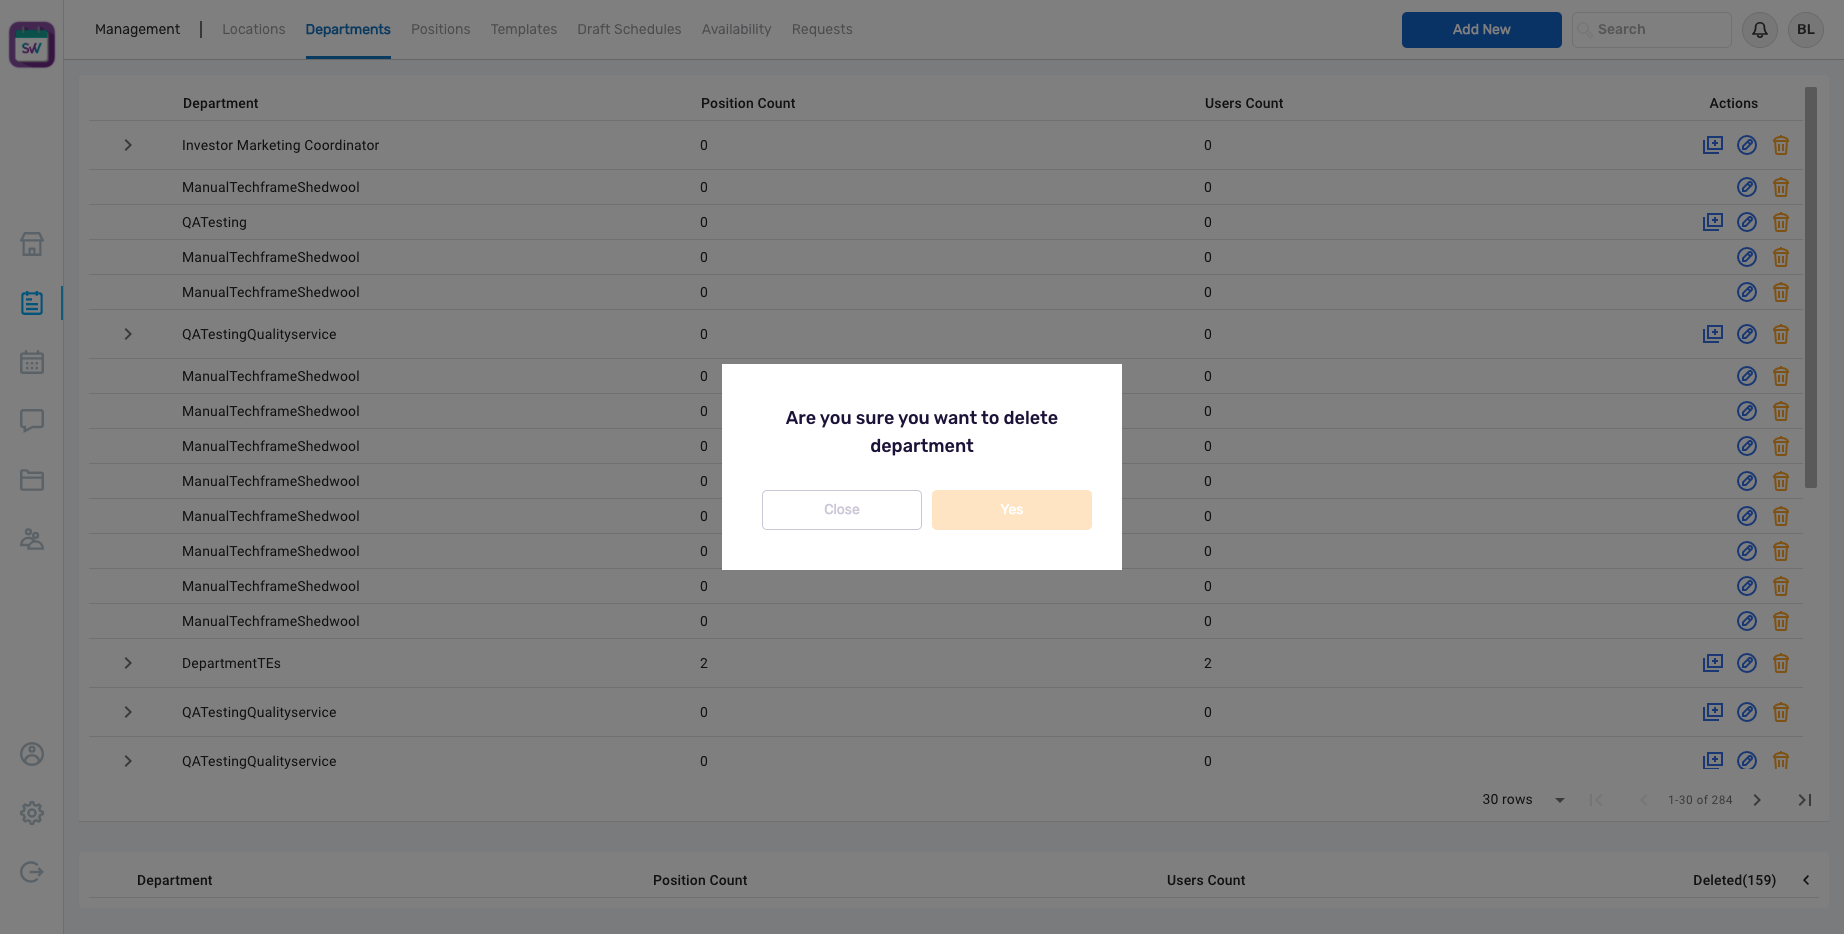 SW
Management | Locations Departments Positions Templates Draft Schedules Availability Requests Add New Search BL
Department Position Count Users Count Actions
Investor Marketing Coordinator 0 0
ManualTechframeShedwool 0 0
QATesting 0 0
ManualTechframeShedwool 0 0
ManualTechframeShedwool 0 0
QATestingQualityservice 0 0
ManualTechframeShedwool 0 0
ManualTechframeShedwool 0 0
ManualTechframeShedwool 0 0
ManualTechframeShedwool 0 0
ManualTechframeShedwool 0 0
ManualTechframeShedwool 0 0
ManualTechframeShedwool 0 0
ManualTechframeShedwool 0 0
DepartmentTEs 2 2
QATestingQualityservice 0 0
QATestingQualityservice 0 0
30 rows 1-30 of 284
Department Position Count Users Count Deleted(159)
Are you sure you want to delete
department
Close Yes